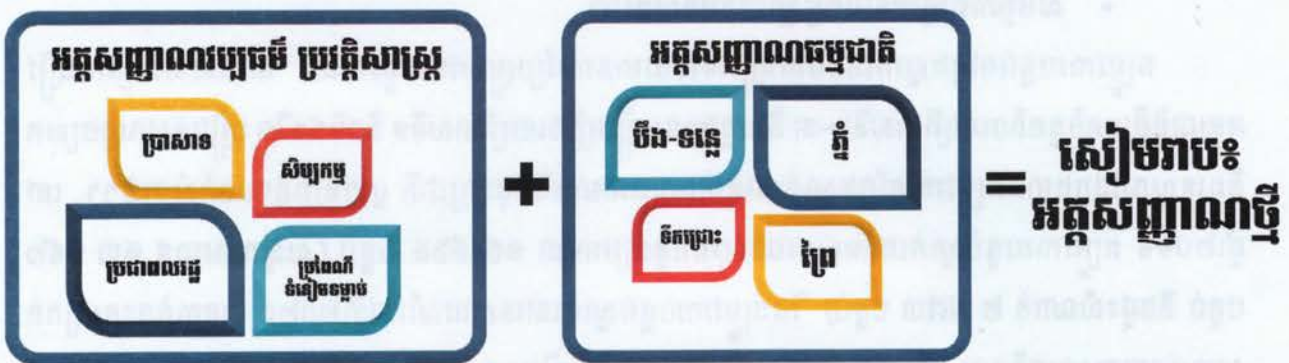 អត្តសញ្ញាណវប្បធម៌ ប្រវត្តិសាស្ត្រ
ប្រាសាទ
សិប្បកម្ម
ប្រជាពលរដ្ឋ
ប្រពៃណី
ទំនៀមទម្លាប់
+
អត្តសញ្ញាណធម្មជាតិ
បឹង-ទន្លេ
ភ្នំ
ទឹកជ្រោះ
ព្រៃ
=
សៀមរាប៖
អត្តសញ្ញាណថ្មី